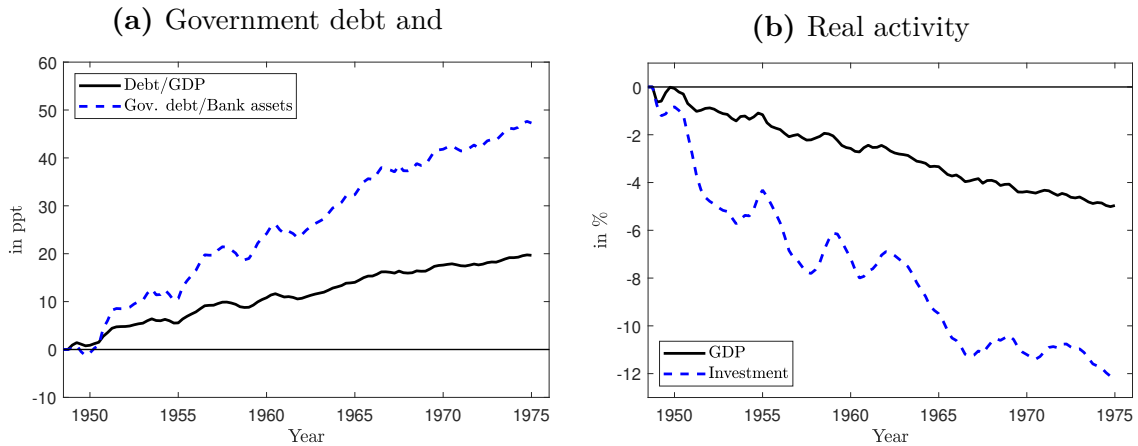 (a) Government debt and
60
50
40
30
20
10
0
-10
in ppt
Debt/GDP
Gov. debt/Bank assets
1950 1955 1960 1965 1970 1975
Year
(b) Real activity
0
-2
-4
-6
-8
-10
-12
in %
GDP
Investment
1950 1955 1960 1965 1970 1975
Year